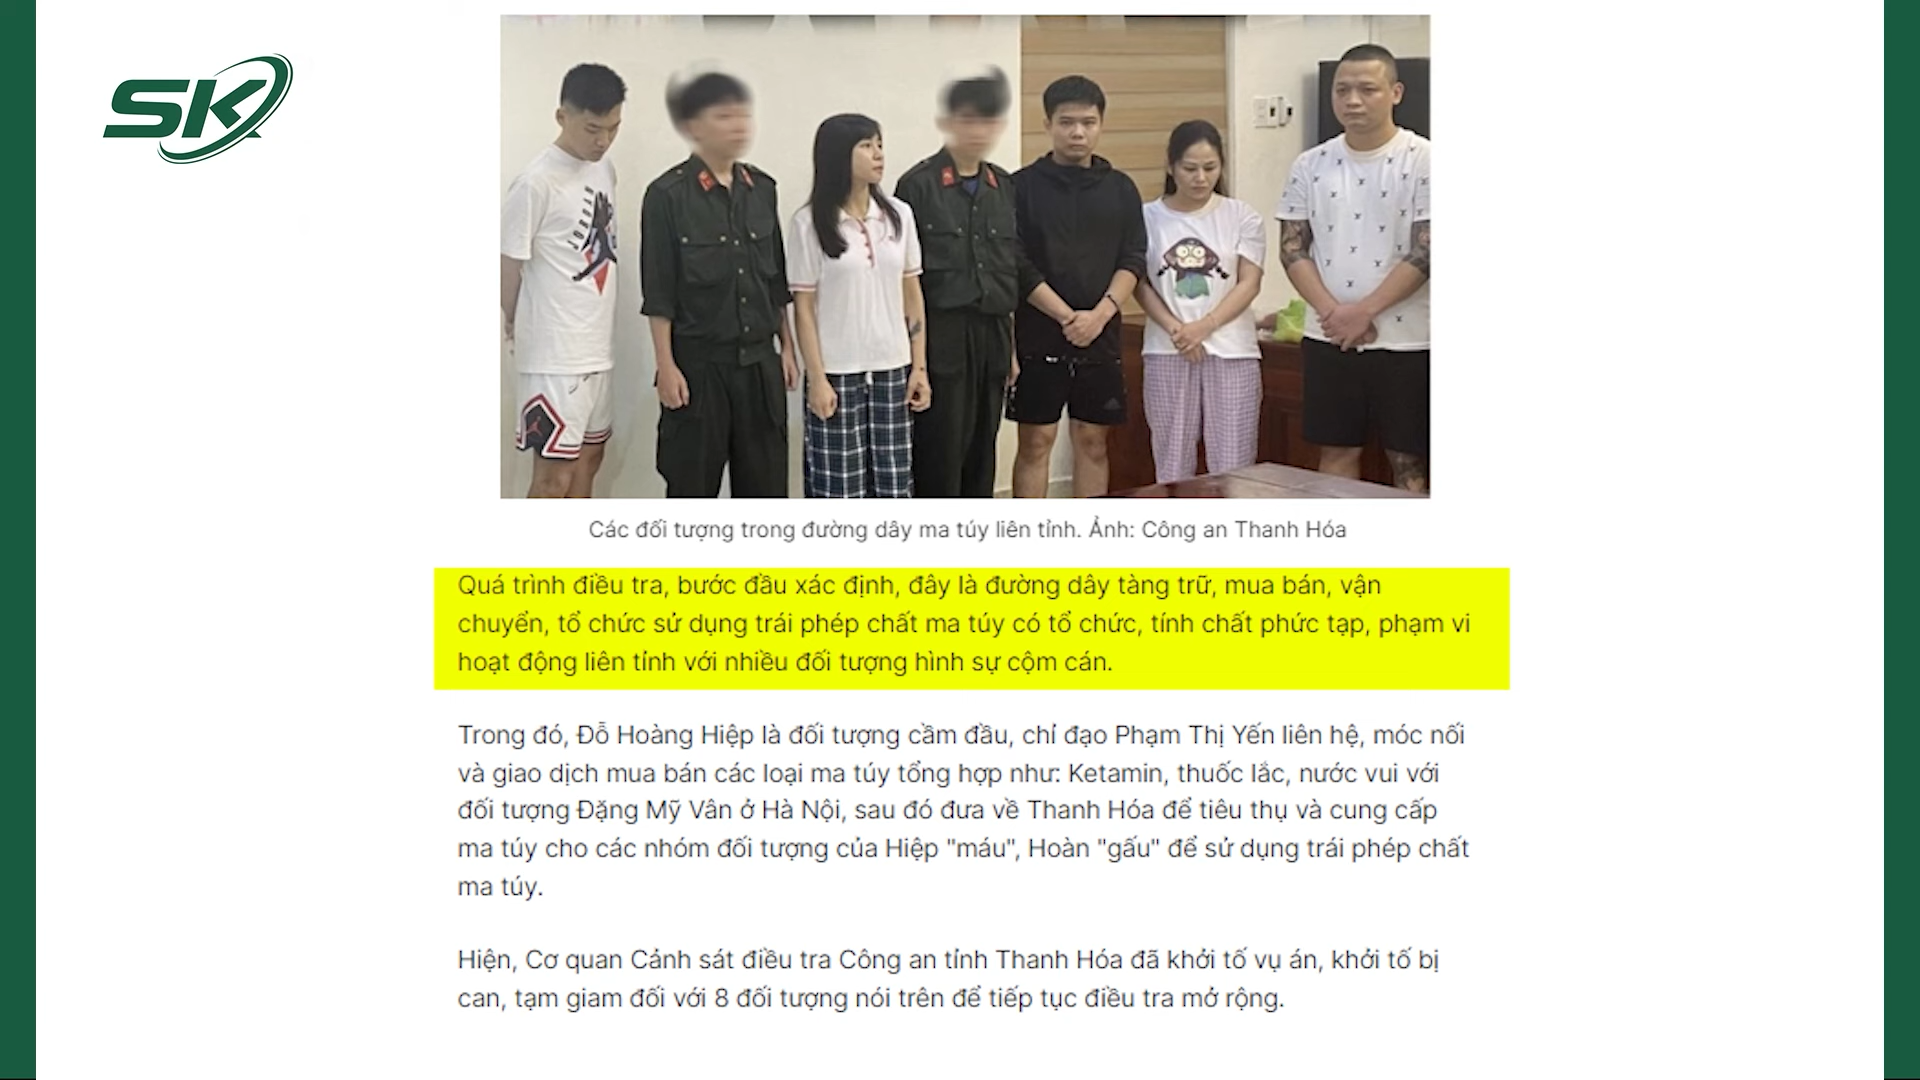 SK
JORDAN
Các đối tượng trong đường dây ma túy liên tỉnh. Ảnh: Công an Thanh Hóa
Quá trình điều tra, bước đầu xác định, đây là đường dây tàng trữ, mua bán, vận
chuyển, tổ chức sử dụng trái phép chất ma túy có tổ chức, tính chất phức tạp, phạm vi
hoạt động liên tỉnh với nhiều đối tượng hình sự cộm cán.
Trong đó, Đỗ Hoàng Hiệp là đối tượng cầm đầu, chỉ đạo Phạm Thị Yến liên hệ, móc nối
và giao dịch mua bán các loại ma túy tổng hợp như: Ketamin, thuốc lắc, nước vui với
đối tượng Đặng Mỹ Vân ở Hà Nội, sau đó đưa về Thanh Hóa để tiêu thụ và cung cấp
ma túy cho các nhóm đối tượng của Hiệp "máu", Hoàn "gấu" để sử dụng trái phép chất
ma túy.
Hiện, Cơ quan Cảnh sát điều tra Công an tỉnh Thanh Hóa đã khởi tố vụ án, khởi tố bị
can, tạm giam đối với 8 đối tượng nói trên để tiếp tục điều tra mở rộng.